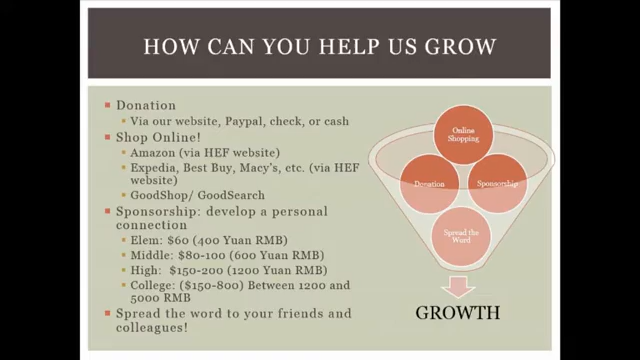 HOW CAN YOU HELP US GROW
Donation
Via our website, Paypal, check, or cash
Shop Online!
Amazon (via HEF website)
Expedia, Best Buy, Macy's, etc. (via HEF
website)
GoodShop/ GoodSearch
Sponsorship: develop a personal
connection
Elem: $60 (400 Yuan RMB)
Middle: $80-100 (600 Yuan RMB)
High:  $150-200 (1200 Yuan RMB)
College: ($150-800) Between 1200 and
5000 RMB
Spread the word to your friends and
colleagues!
Online
Shopping
Donation
Sponsorship
Spread the
Word
GROWTH